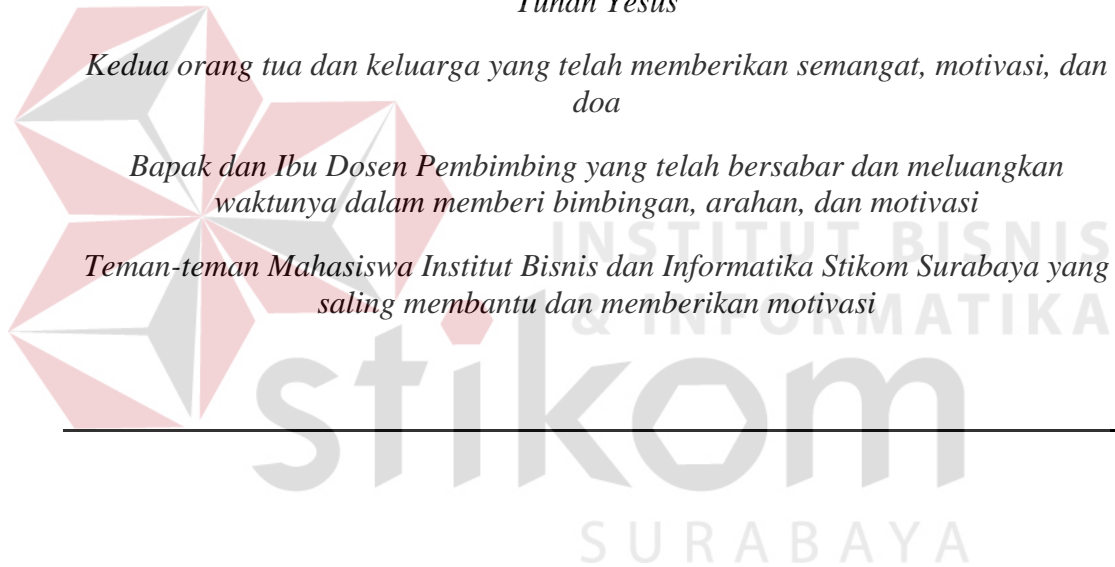 Tuhan Yesus
Kedua orang tua dan keluarga yang telah memberikan semangat, motivasi, dan
doa
Bapak dan Ibu Dosen Pembimbing yang telah bersabar dan meluangkan
waktunya dalam memberi bimbingan, arahan, dan motivasi
INSTITUT BISNIS
Teman-teman Mahasiswa Institut Bisnis dan Informatika Stikom Surabaya yang
saling membantu dan memberikan motivasi
& INFORMATIKA
stikom
SURABAYA